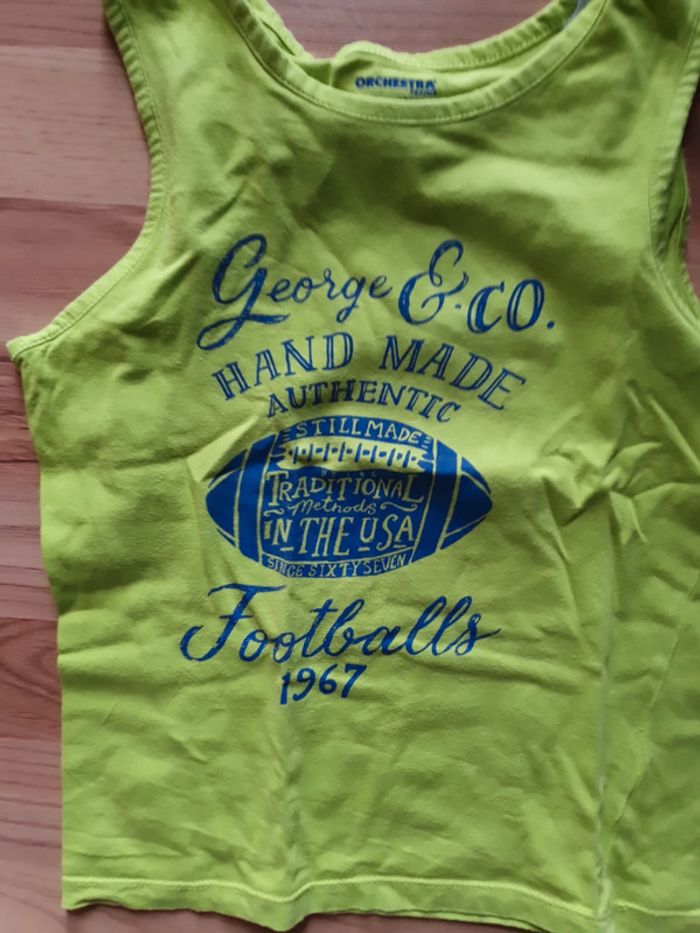 ORCHESTRA
George & CO.
HAND MADE
AUTHENTIC
STILL MADE
TRADITIONAL
Methods
IN THE USA
SINCE SIXTY SEVEN
Footballs
1967